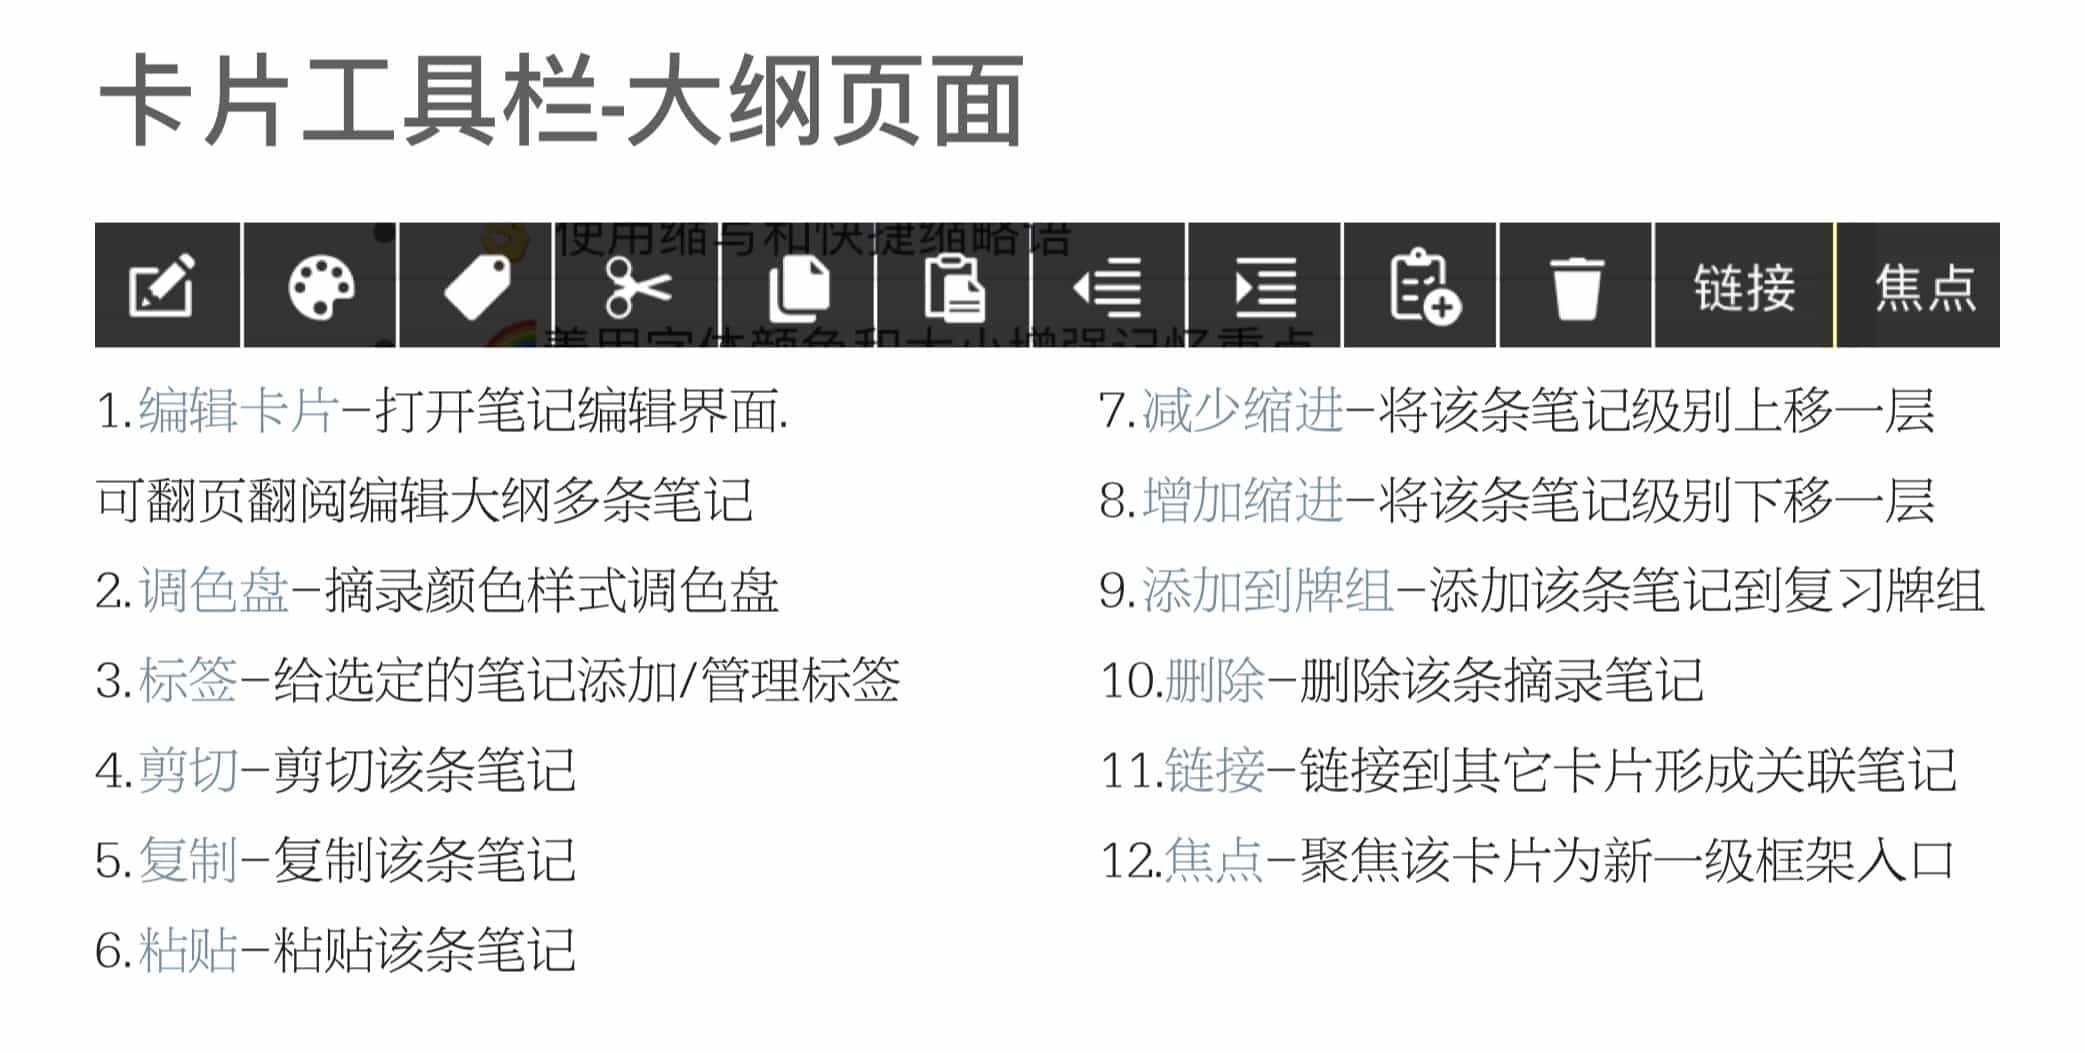 卡片工具栏-大纲页面
使用缩写和快捷缩略语
善用字体颜色和大小增强记忆重点
链接
焦点
1.编辑卡片–打开笔记编辑界面.
可翻页翻阅编辑大纲多条笔记
2.调色盘–摘录颜色样式调色盘
3.标签–给选定的笔记添加/管理标签
4.剪切–剪切该条笔记
5.复制–复制该条笔记
6.粘贴–粘贴该条笔记
7.减少缩进–将该条笔记级别上移一层
8.增加缩进–将该条笔记级别下移一层
9.添加到牌组–添加该条笔记到复习牌组
10.删除–删除该条摘录笔记
11.链接–链接到其它卡片形成关联笔记
12.焦点–聚焦该卡片为新一级框架入口